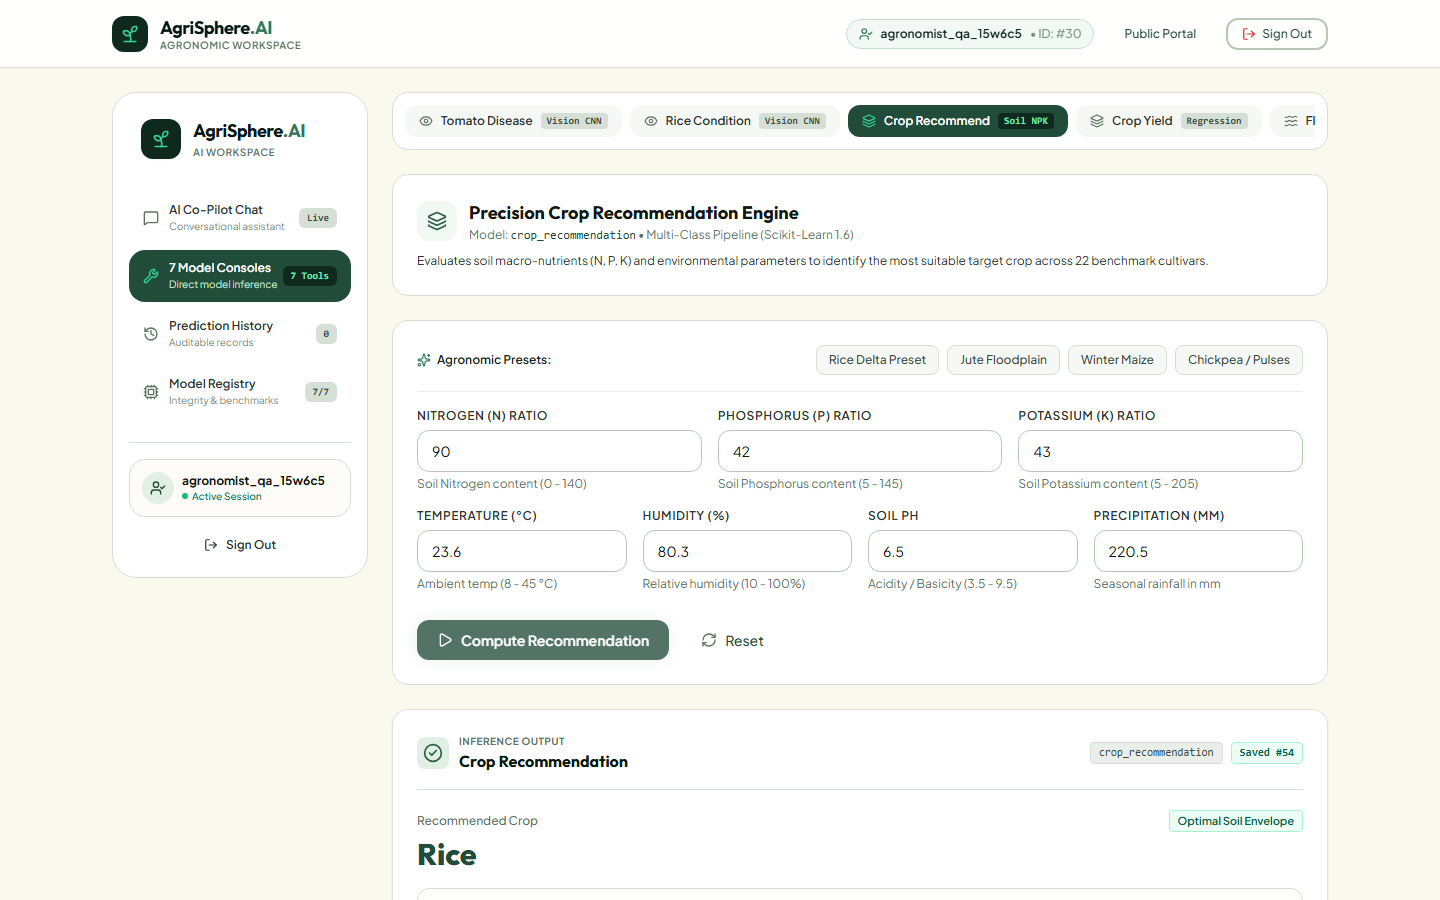 AgriSphere.AI
AGRONOMIC WORKSPACE
agronomist_qa_15w6c5 • ID: #30
Public Portal
Sign Out
AgriSphere.AI
AI WORKSPACE
AI Co-Pilot Chat
Conversational assistant
Live
7 Model Consoles
Direct model inference
7 Tools
Prediction History
Auditable records
0
Model Registry
Integrity & benchmarks
7/7
agronomist_qa_15w6c5
Active Session
Sign Out
Tomato Disease Vision CNN
Rice Condition Vision CNN
Crop Recommend Soil NPK
Crop Yield Regression
Precision Crop Recommendation Engine
Model: crop_recommendation • Multi-Class Pipeline (Scikit-Learn 1.6)
Evaluates soil macro-nutrients (N, P, K) and environmental parameters to identify the most suitable target crop across 22 benchmark cultivars.
Agronomic Presets:
Rice Delta Preset
Jute Floodplain
Winter Maize
Chickpea / Pulses
NITROGEN (N) RATIO
90
Soil Nitrogen content (0 - 140)
PHOSPHORUS (P) RATIO
42
Soil Phosphorus content (5 - 145)
POTASSIUM (K) RATIO
43
Soil Potassium content (5 - 205)
TEMPERATURE (°C)
23.6
Ambient temp (8 - 45 °C)
HUMIDITY (%)
80.3
Relative humidity (10 - 100%)
SOIL PH
6.5
Acidity / Basicity (3.5 - 9.5)
PRECIPITATION (MM)
220.5
Seasonal rainfall in mm
Compute Recommendation
Reset
INFERENCE OUTPUT
Crop Recommendation
crop_recommendation
Saved #54
Recommended Crop
Optimal Soil Envelope
Rice